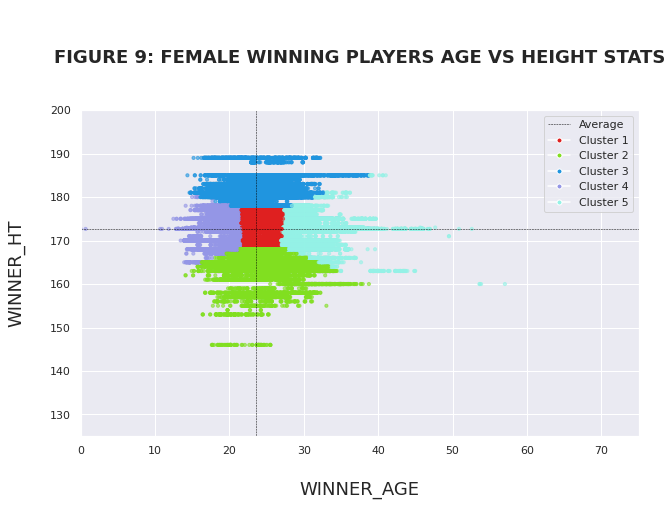 FIGURE 9: FEMALE WINNING PLAYERS AGE VS HEIGHT STATS
200
190
180
170
160
150
140
130
WINNER_HT
Average
Cluster 1
Cluster 2
Cluster 3
Cluster 4
Cluster 5
0 10 20 30 40 50 60 70
WINNER_AGE